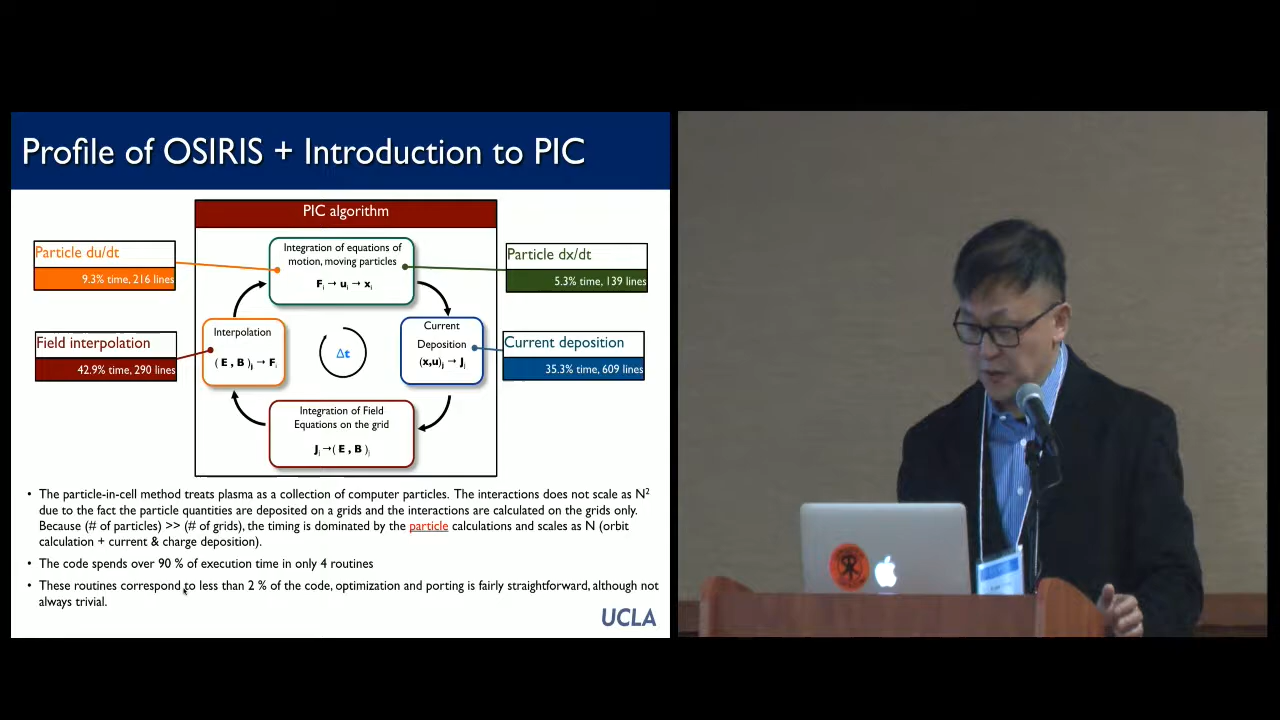 Profile of OSIRIS + Introduction to PIC
PIC algorithm
Particle du/dt
9.3% time, 216 lines
Integration of equations of
motion, moving particles
Fi → ui → xi
Particle dx/dt
5.3% time, 139 lines
Field interpolation
42.9% time, 290 lines
Interpolation
( E , B )j → Fi
Δt
Current
Deposition
(x,u)j → Jj
Current deposition
35.3% time, 609 lines
Integration of Field
Equations on the grid
Jj →( E , B )j
• The particle-in-cell method treats plasma as a collection of computer particles. The interactions does not scale as N²
due to the fact the particle quantities are deposited on a grids and the interactions are calculated on the grids only.
Because (# of particles) >> (# of grids), the timing is dominated by the particle calculations and scales as N (orbit
calculation + current & charge deposition).
• The code spends over 90 % of execution time in only 4 routines
• These routines correspond to less than 2 % of the code, optimization and porting is fairly straightforward, although not
always trivial.
UCLA